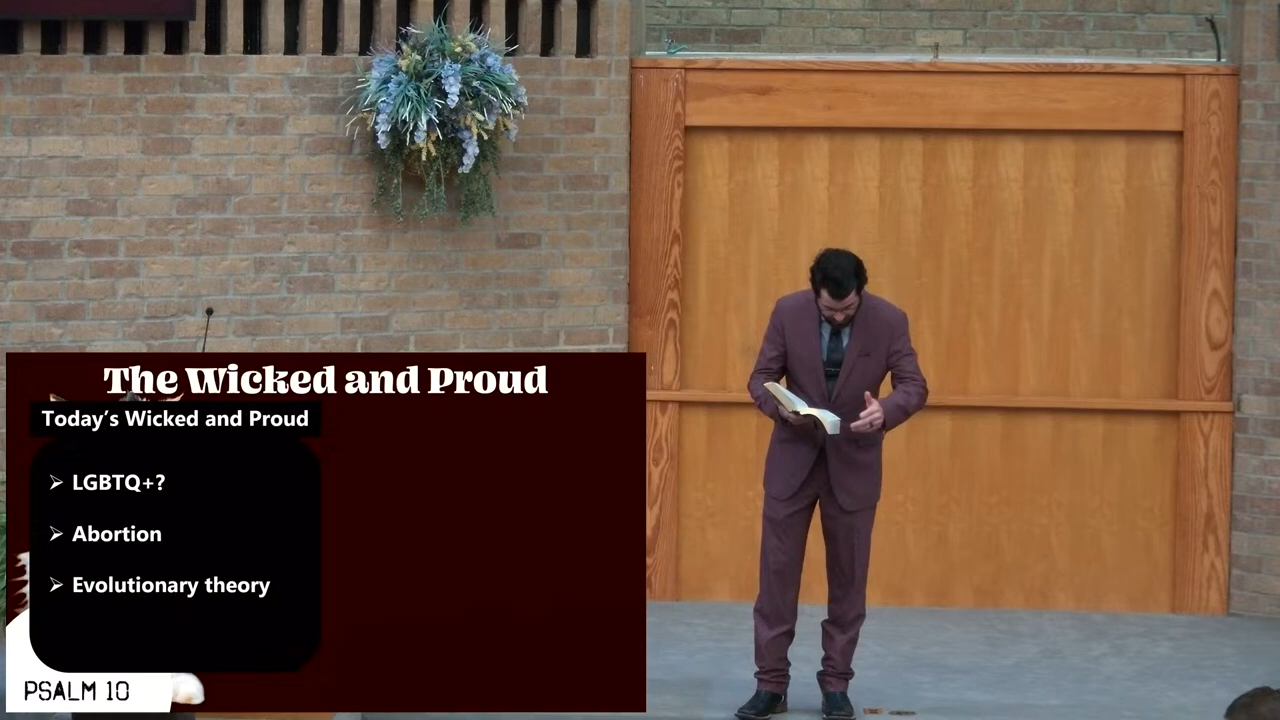 The Wicked and Proud
Today's Wicked and Proud
➢ LGBTQ+?
➢ Abortion
➢ Evolutionary theory
PSALM 10